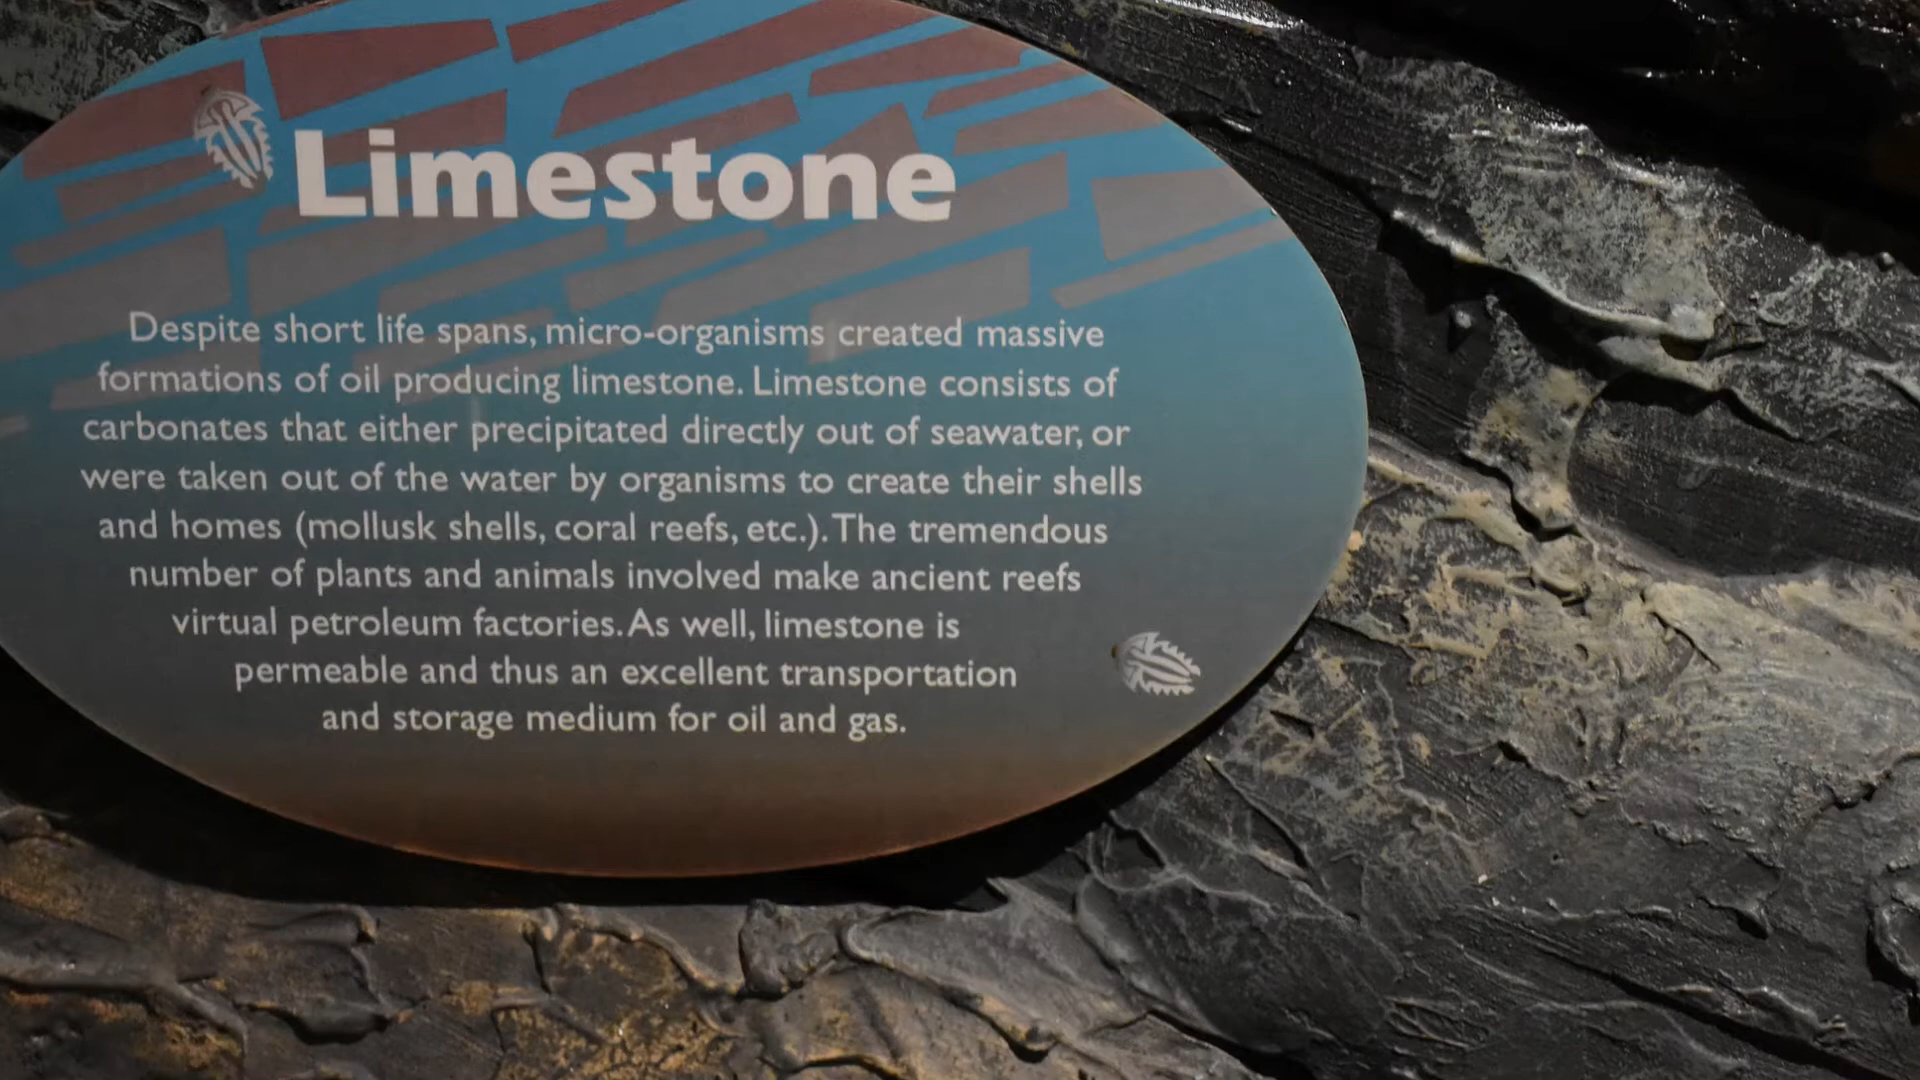 Limestone
Despite short life spans, micro-organisms created massive
formations of oil producing limestone. Limestone consists of
carbonates that either precipitated directly out of seawater, or
were taken out of the water by organisms to create their shells
and homes (mollusk shells, coral reefs, etc.). The tremendous
number of plants and animals involved make ancient reefs
virtual petroleum factories. As well, limestone is
permeable and thus an excellent transportation
and storage medium for oil and gas.